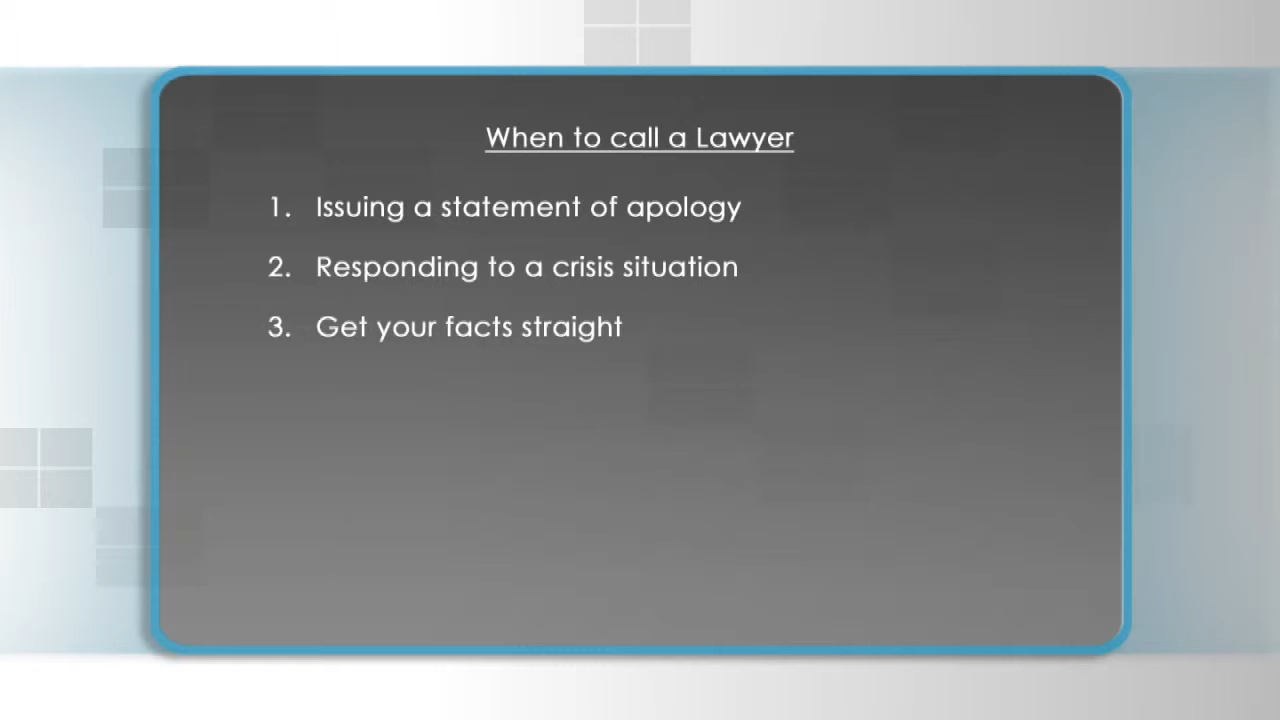 When to call a Lawyer
1. Issuing a statement of apology
2. Responding to a crisis situation
3. Get your facts straight